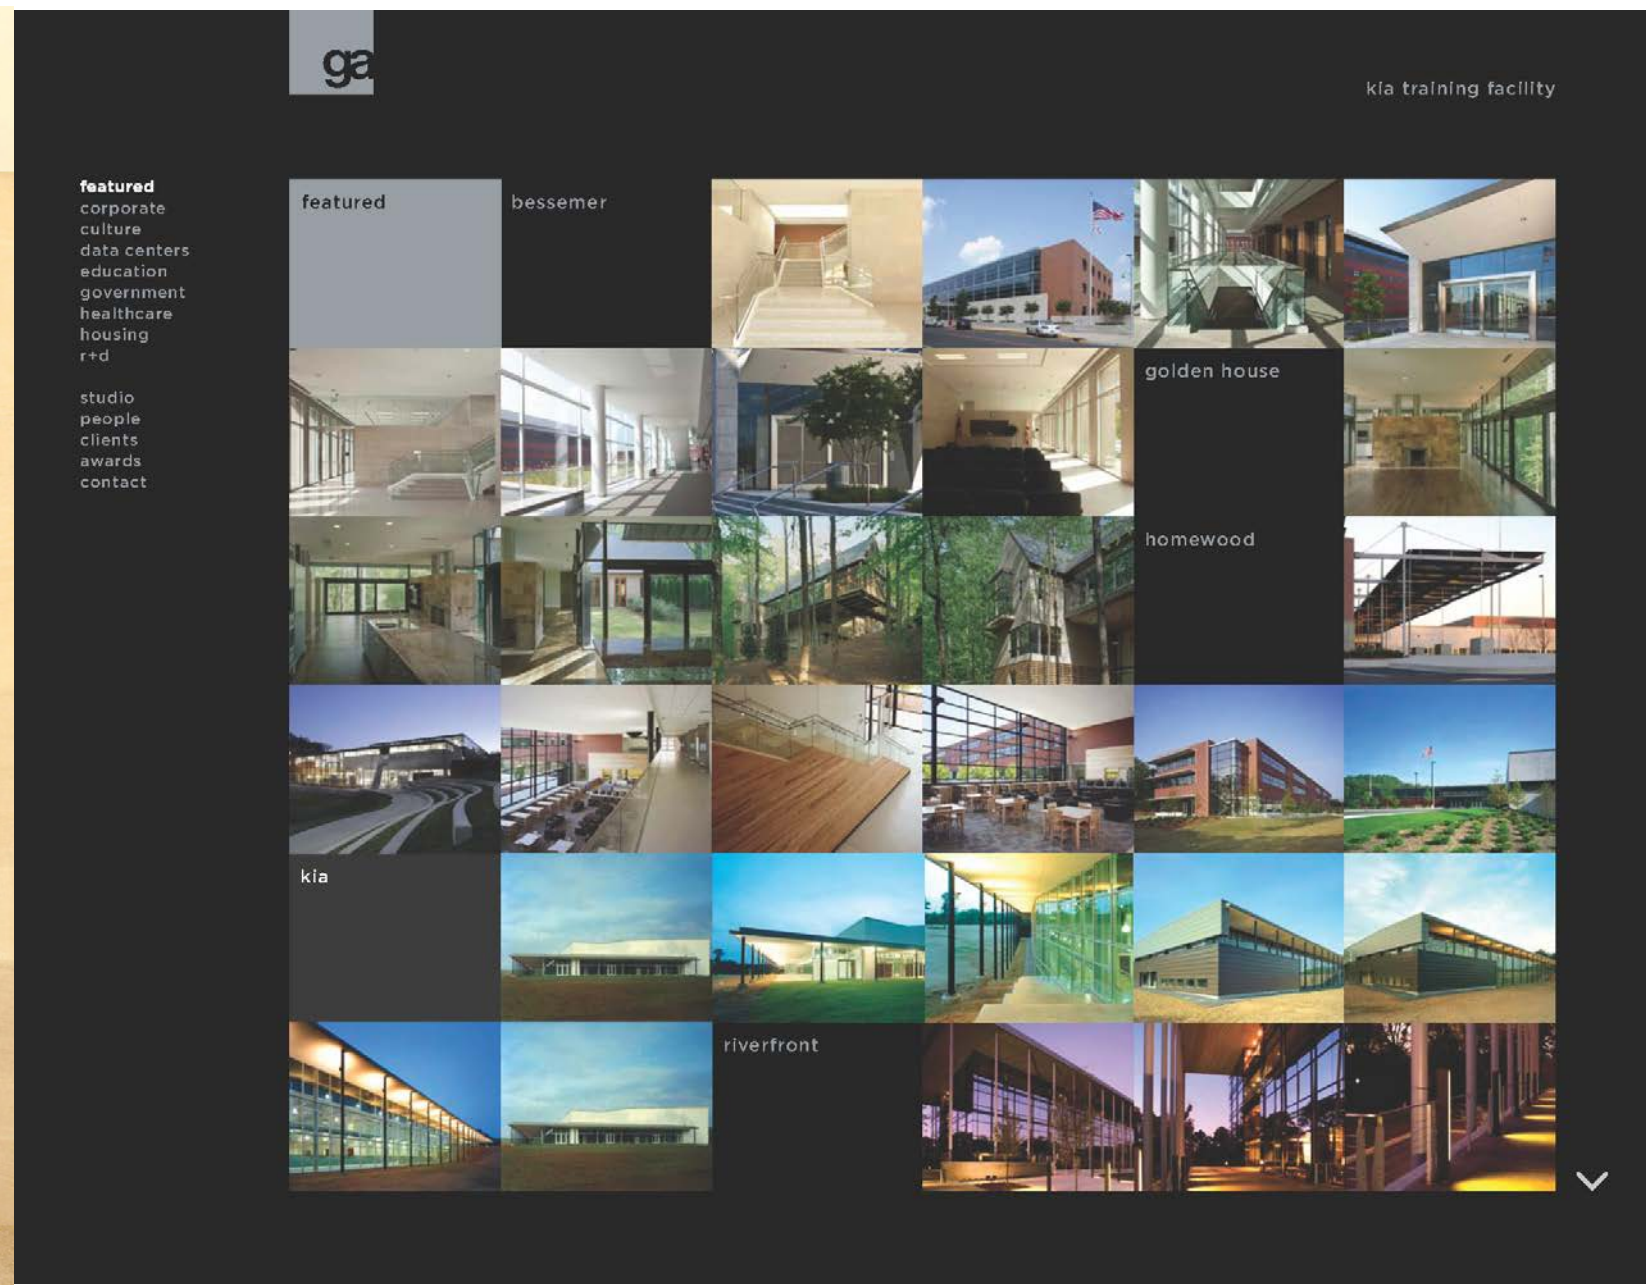 ga
kia training facility
featured
corporate
culture
data centers
education
government
healthcare
housing
r+d
studio
people
clients
awards
contact
featured
bessemer
golden house
homewood
kia
riverfront